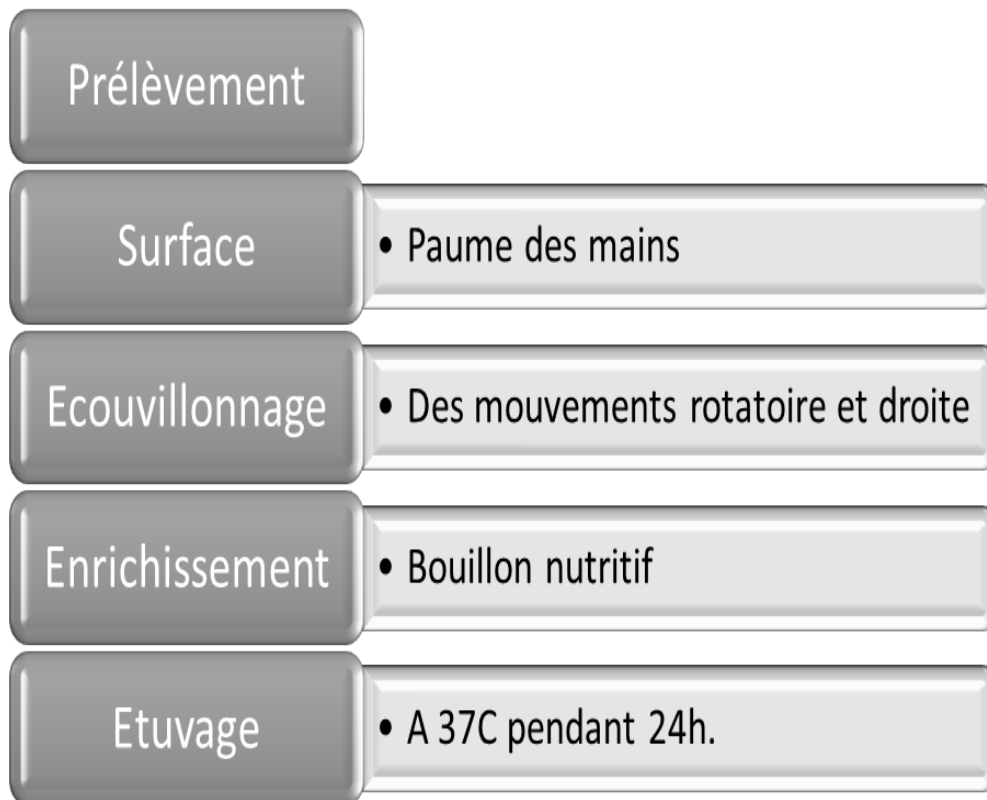 Prélèvement
Surface
• Paume des mains
Ecouvillonnage
• Des mouvements rotatoire et droite
Enrichissement
• Bouillon nutritif
Etuvage
• A 37C pendant 24h.